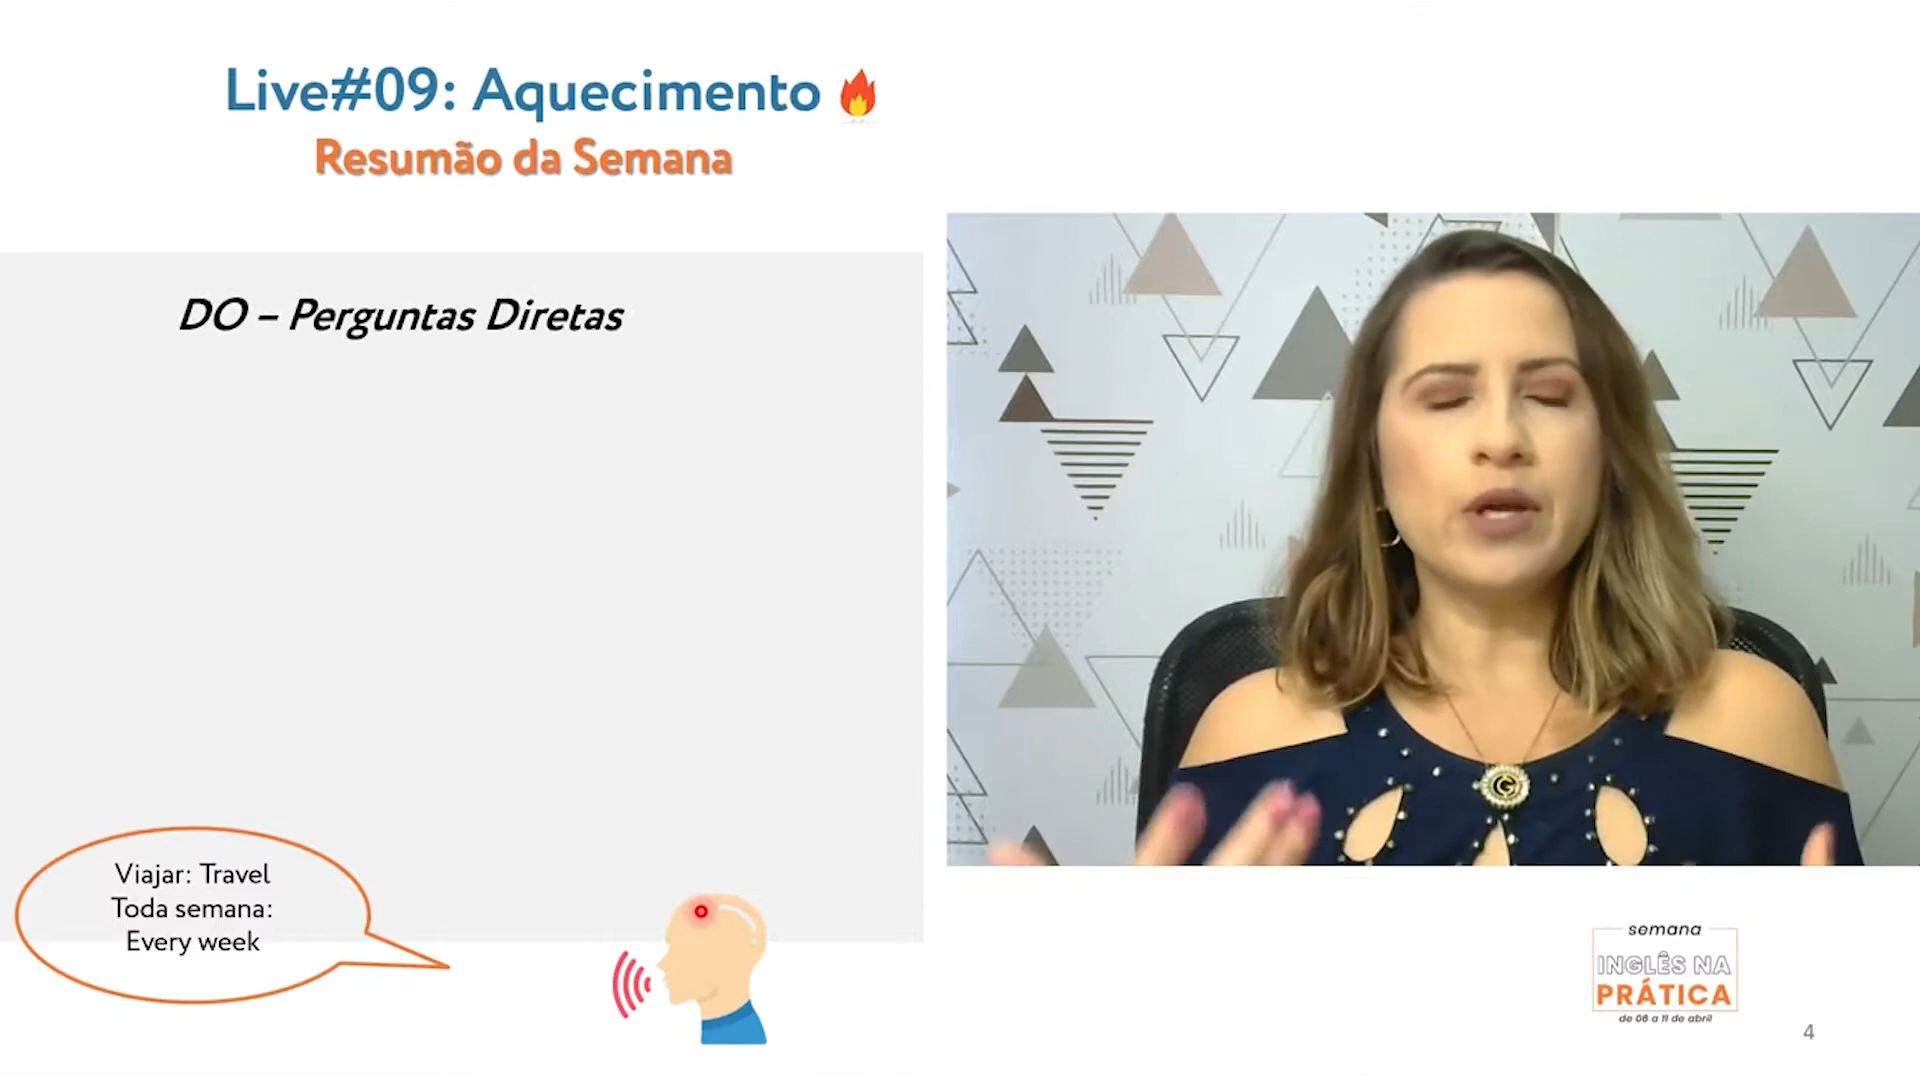 Live#09: Aquecimento
Resumão da Semana
DO – Perguntas Diretas
Viajar: Travel
Toda semana:
Every week
semana
INGLÊS NA
PRÁTICA
de 06 a 11 de abril
4